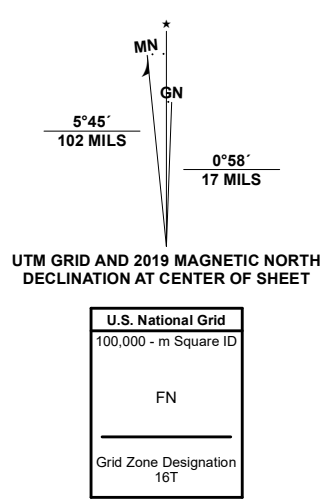 MN
GN
5°45´
102 MILS
0°58´
17 MILS
UTM GRID AND 2019 MAGNETIC NORTH
DECLINATION AT CENTER OF SHEET
U.S. National Grid
100,000 - m Square ID
FN
Grid Zone Designation
16T